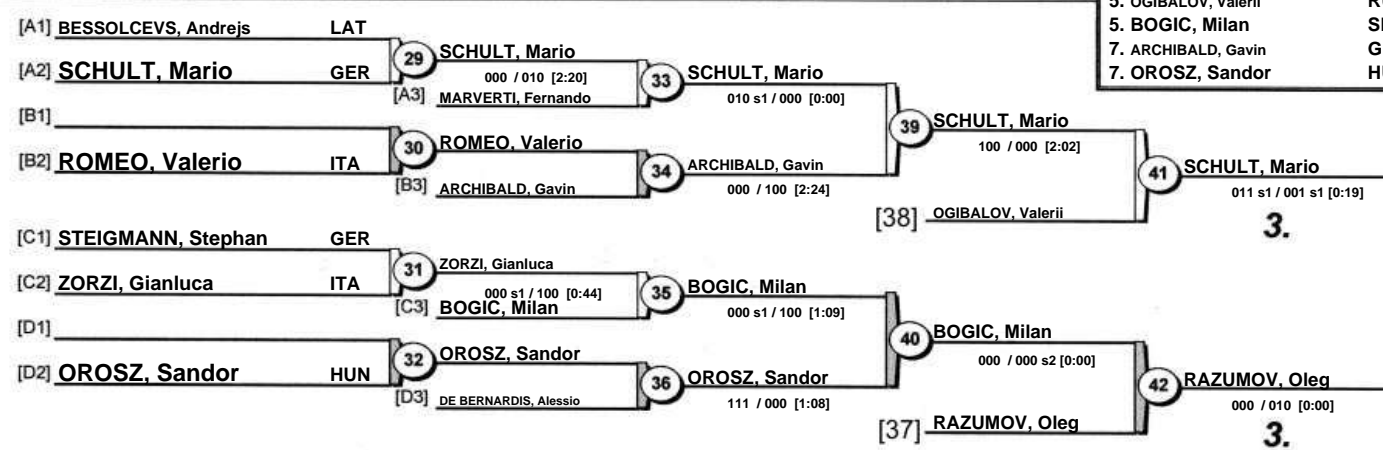 5. OGIBALOV, Valerii
5. BOGIC, Milan
7. ARCHIBALD, Gavin
7. OROSZ, Sandor
[A1] BESSOLCEVS, Andrejs LAT
[A2] SCHULT, Mario GER
29
SCHULT, Mario
000 / 010 [2:20]
[A3] MARVERTI, Fernando
33
SCHULT, Mario
010 s1 / 000 [0:00]
[B1]
[B2] ROMEO, Valerio ITA
30
ROMEO, Valerio
[B3] ARCHIBALD, Gavin
34
ARCHIBALD, Gavin
000 / 100 [2:24]
39
SCHULT, Mario
100 / 000 [2:02]
[38] OGIBALOV, Valerii
41
SCHULT, Mario
011 s1 / 001 s1 [0:19]
3.
[C1] STEIGMANN, Stephan GER
[C2] ZORZI, Gianluca ITA
31
ZORZI, Gianluca
000 s1 / 100 [0:44]
[C3] BOGIC, Milan
35
BOGIC, Milan
000 s1 / 100 [1:09]
[D1]
[D2] OROSZ, Sandor HUN
32
OROSZ, Sandor
[D3] DE BERNARDIS, Alessio
36
OROSZ, Sandor
111 / 000 [1:08]
40
BOGIC, Milan
000 / 000 s2 [0:00]
[37] RAZUMOV, Oleg
42
RAZUMOV, Oleg
000 / 010 [0:00]
3.